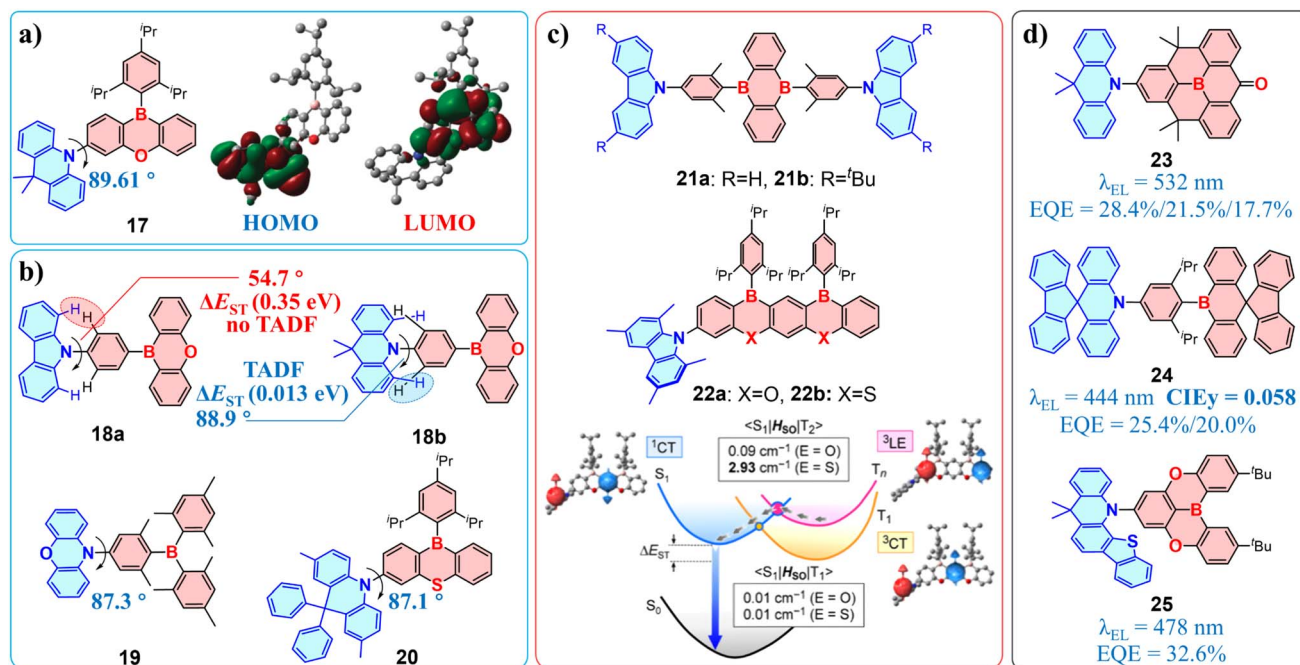 a)
iPr
iPr
iPr
B
N
O
89.61 °
17
HOMO
LUMO
b)
54.7 °
ΔEST (0.35 eV)
no TADF
H
H
N
B
O
H
H
18a
TADF
ΔEST (0.013 eV)
88.9 °
H
H
N
B
O
H
H
18b
O
N
B
87.3 °
19
iPr
iPr
iPr
B
N
S
87.1 °
20
c)
R
R
N
B
B
N
R
R
21a: R=H, 21b: R=tBu
iPr
iPr
iPr
iPr
iPr
iPr
B
B
N
X
X
22a: X=O, 22b: X=S
<S1|HSO|T2>
0.09 cm−1 (E = O)
2.93 cm−1 (E = S)
1CT
3LE
S1
Tn
T1
3CT
ΔEST
<S1|HSO|T1>
0.01 cm−1 (E = O)
0.01 cm−1 (E = S)
S0
d)
N
B
O
23
λEL = 532 nm
EQE = 28.4%/21.5%/17.7%
iPr
N
B
iPr
24
λEL = 444 nm CIEy = 0.058
EQE = 25.4%/20.0%
O
tBu
N
B
S
O
tBu
25
λEL = 478 nm
EQE = 32.6%